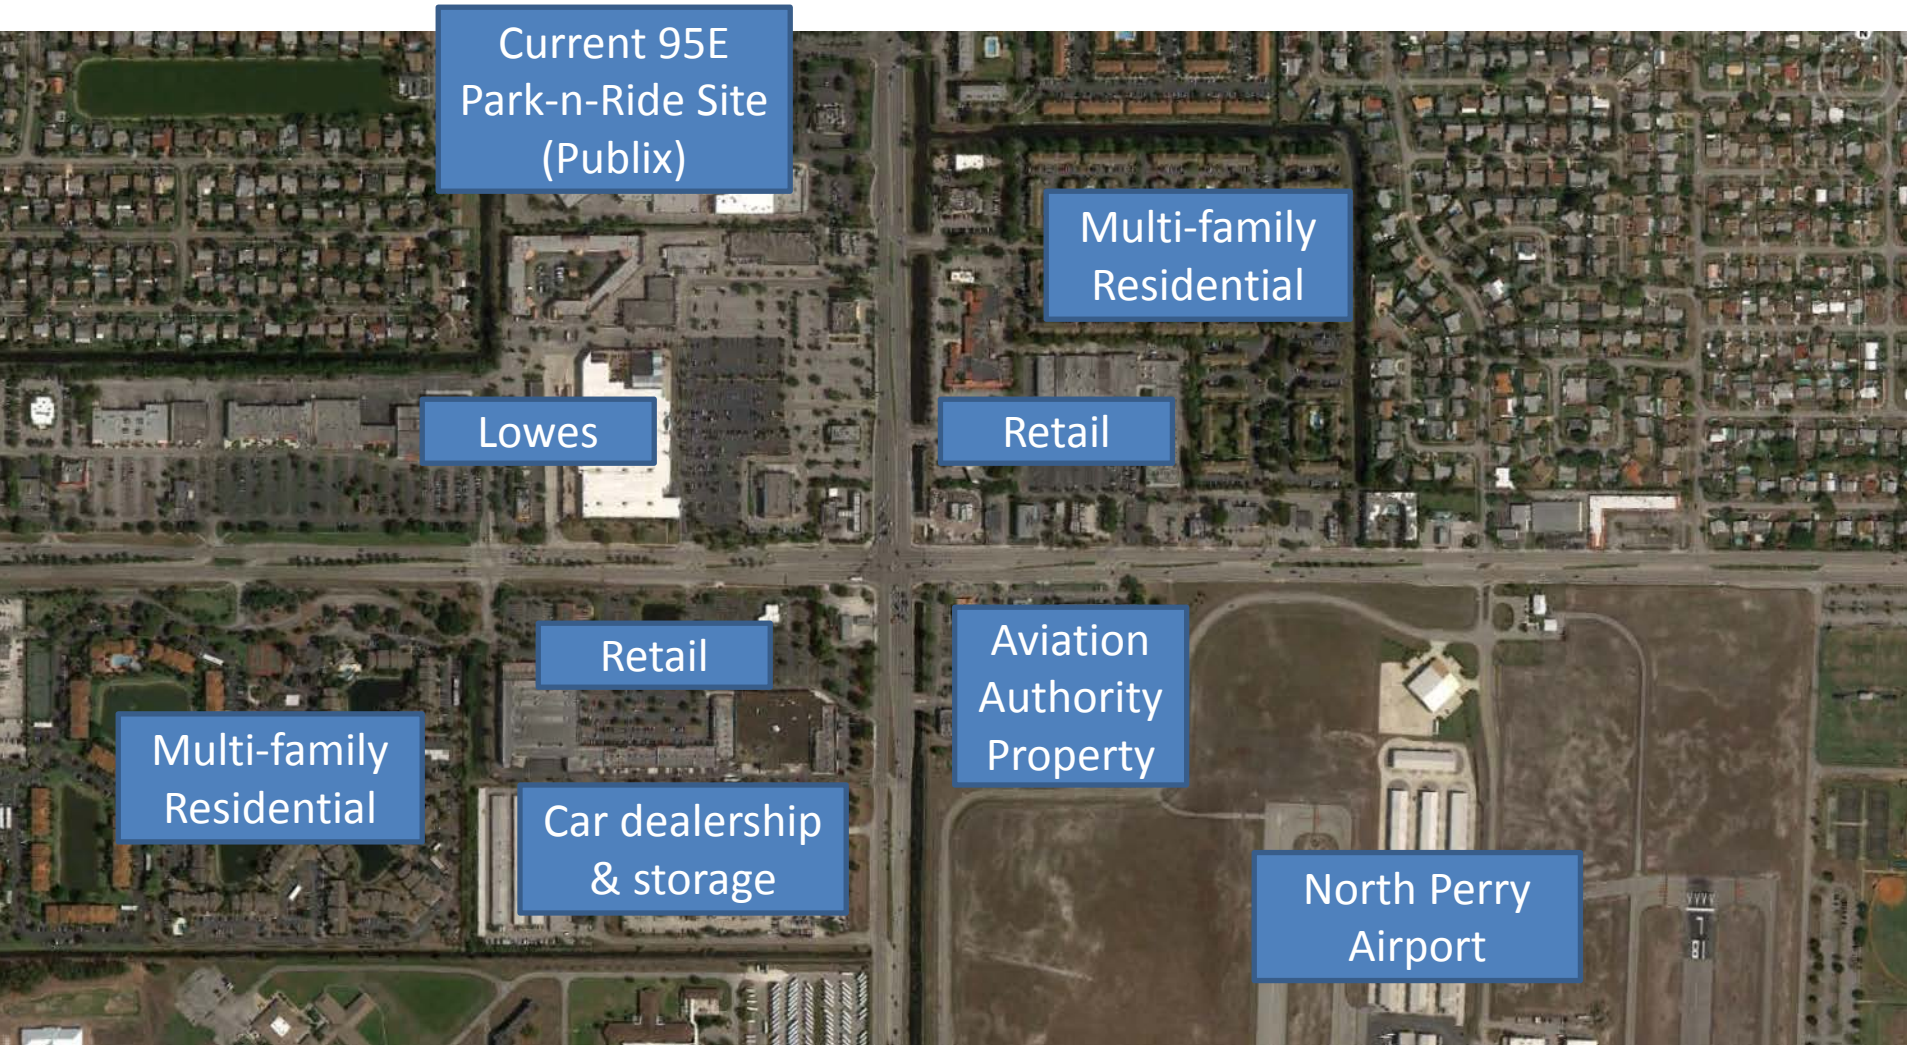 Current 95E
Park-n-Ride Site
(Publix)
N
Multi-family
Residential
Lowes
Retail
Retail
Aviation
Authority
Property
Multi-family
Residential
Car dealership
& storage
North Perry
Airport